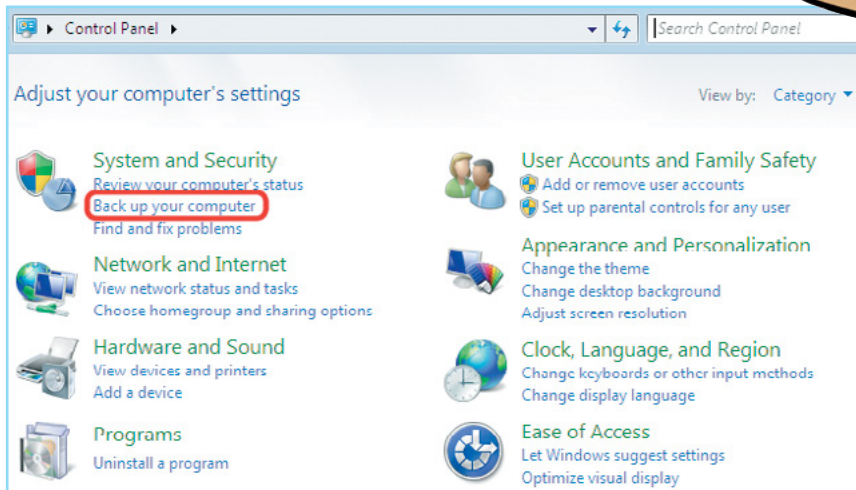 Control Panel
Search Control Panel
Adjust your computer's settings
View by: Category
System and Security
Review your computer's status
Back up your computer
Find and fix problems
Network and Internet
View network status and tasks
Choose homegroup and sharing options
Hardware and Sound
View devices and printers
Add a device
Programs
Uninstall a program
User Accounts and Family Safety
Add or remove user accounts
Set up parental controls for any user
Appearance and Personalization
Change the theme
Change desktop background
Adjust screen resolution
Clock, Language, and Region
Change keyboards or other input methods
Change display language
Ease of Access
Let Windows suggest settings
Optimize visual display